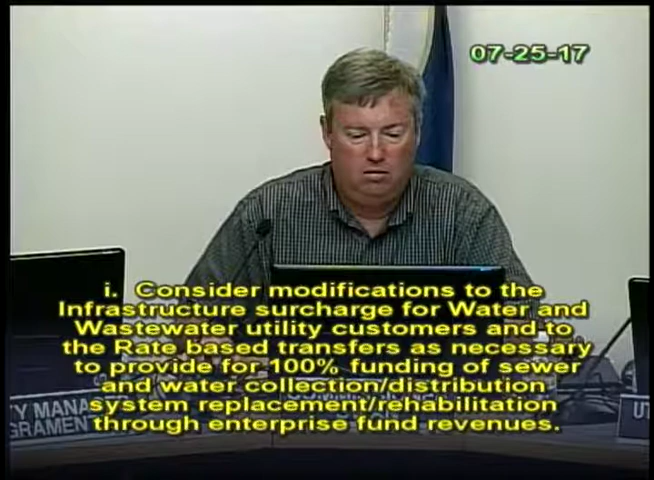 07-25-17
i. Consider modifications to the
Infrastructure surcharge for Water and
Wastewater utility customers and to
the Rate based transfers as necessary
to provide for 100% funding of sewer
and water collection/distribution
system replacement/rehabilitation
through enterprise fund revenues.